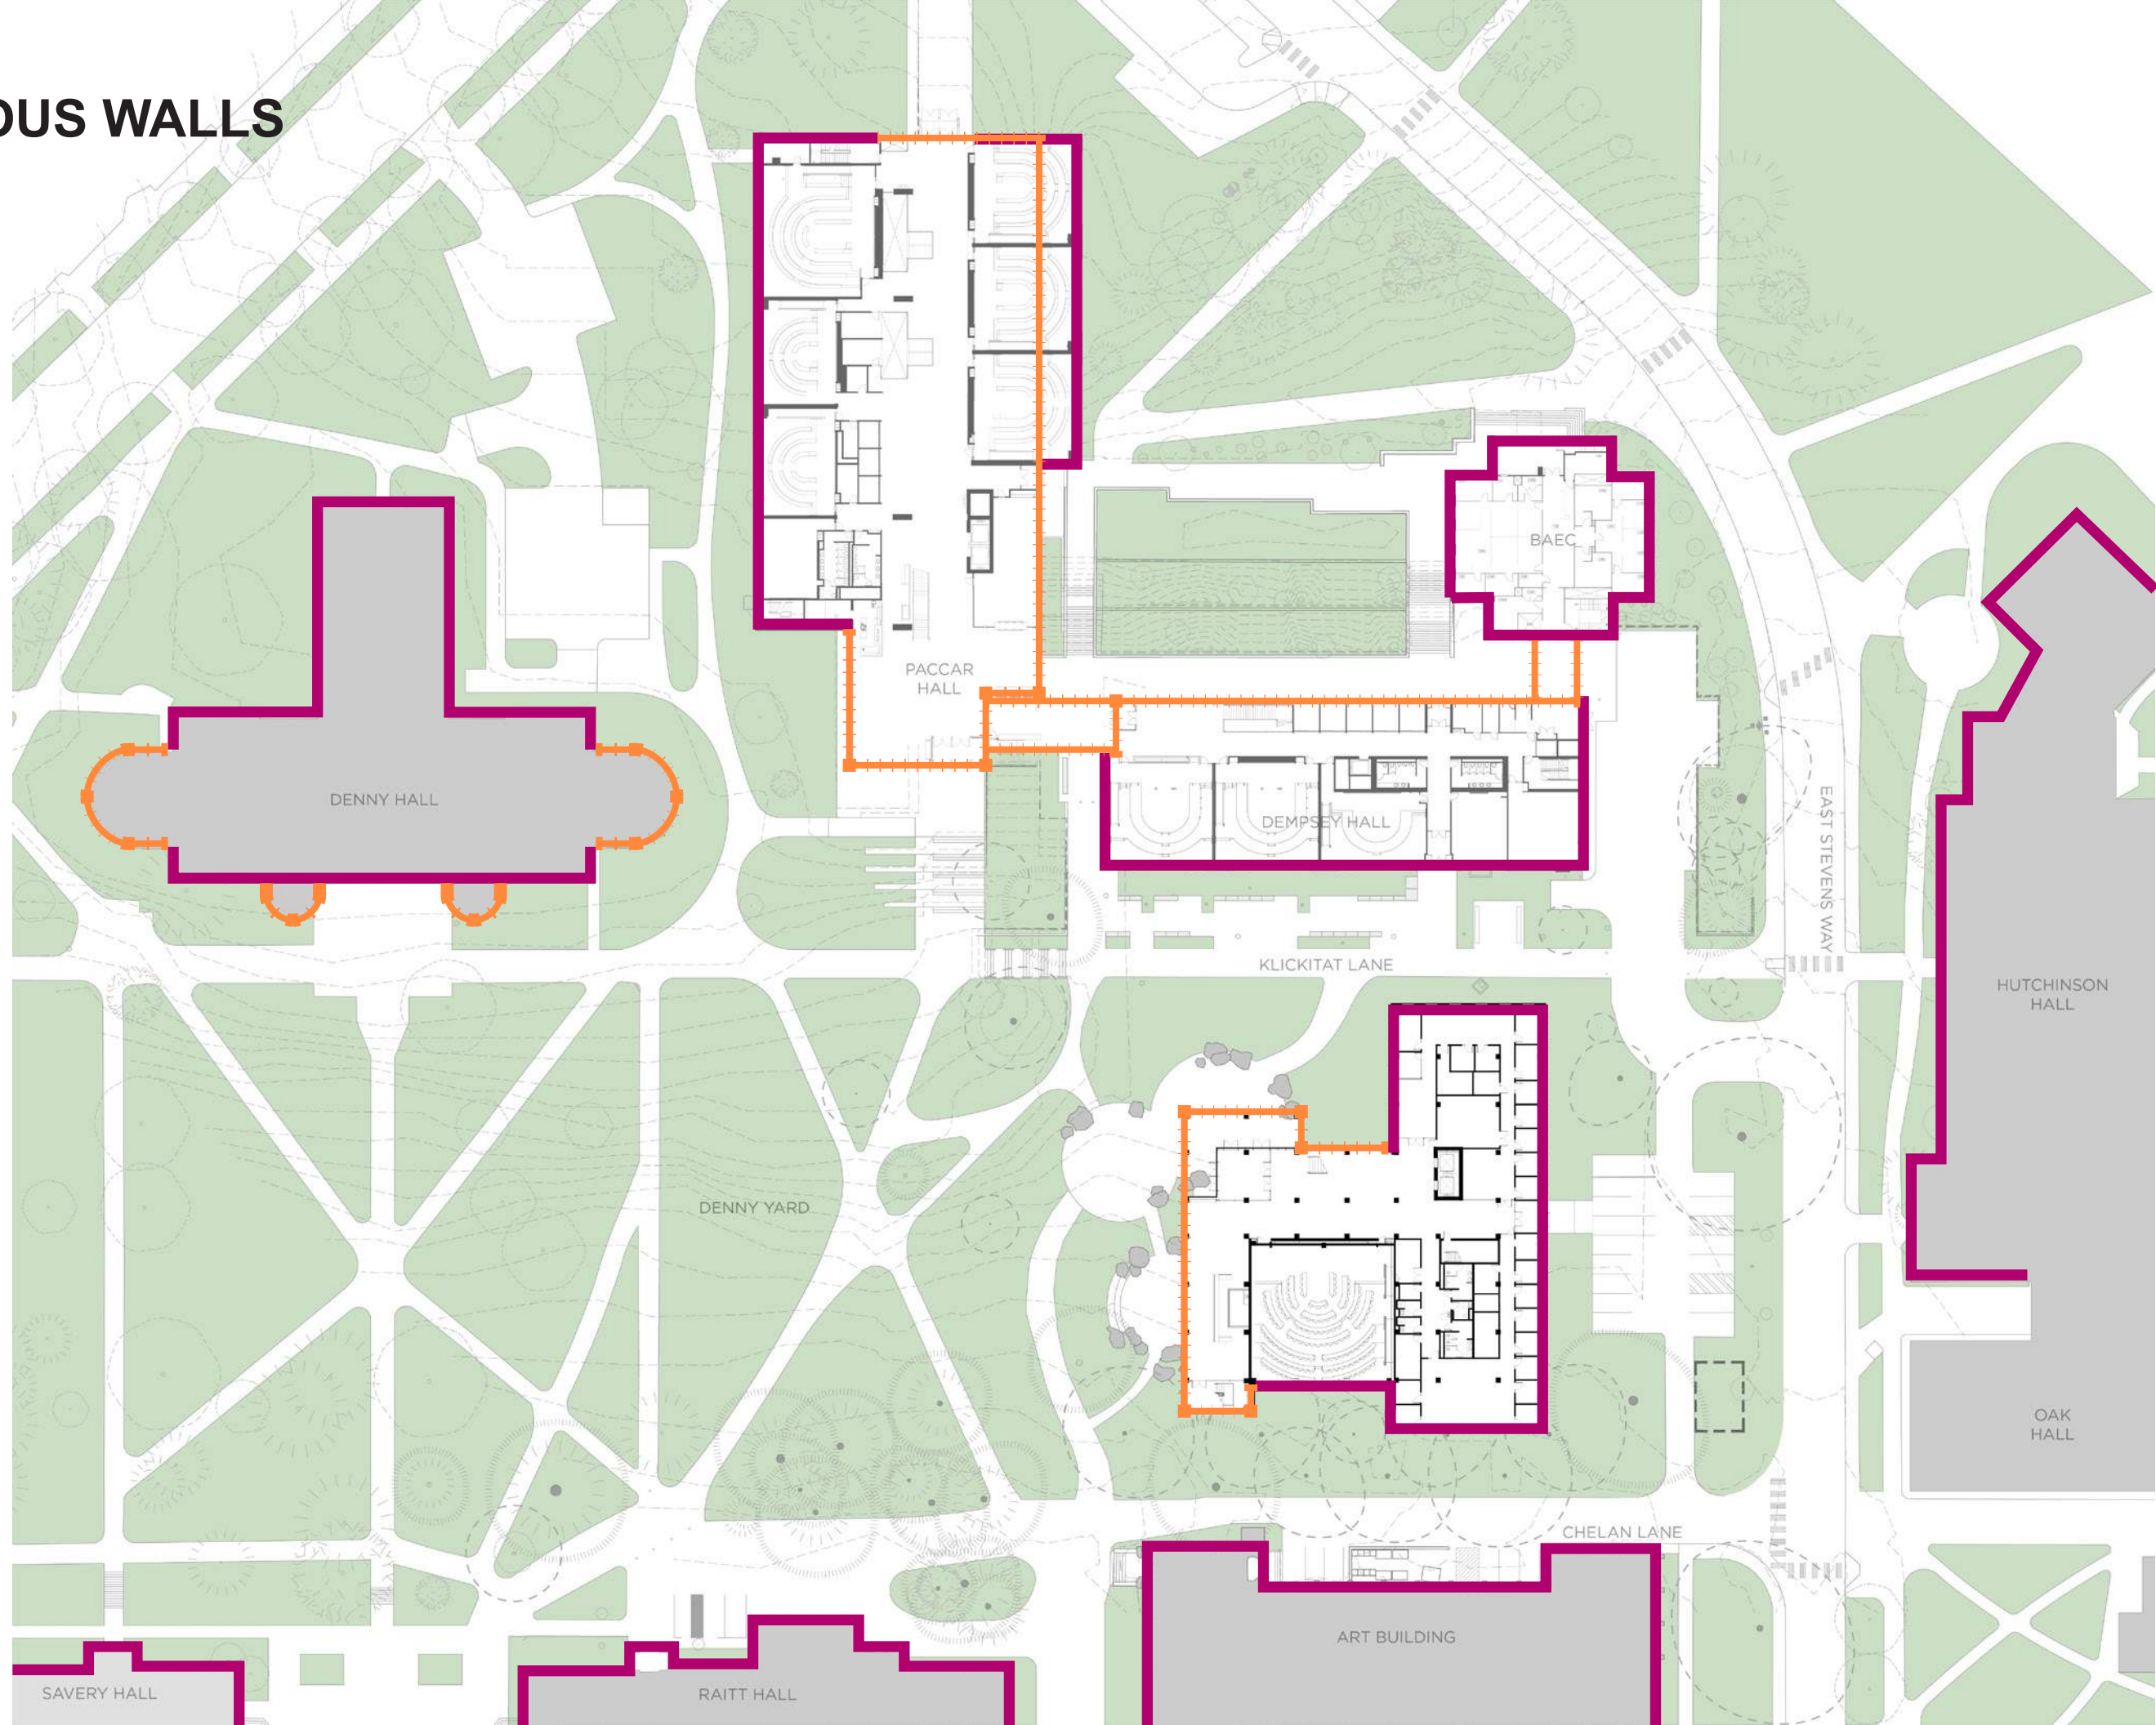 OUS WALLS
BAEC
PACCAR
HALL
DENNY HALL
DEMPSEY HALL
EAST STEVENS WAY
KLICKITAT LANE
HUTCHINSON
HALL
DENNY YARD
OAK
HALL
CHELAN LANE
ART BUILDING
SAVERY HALL
RAITT HALL